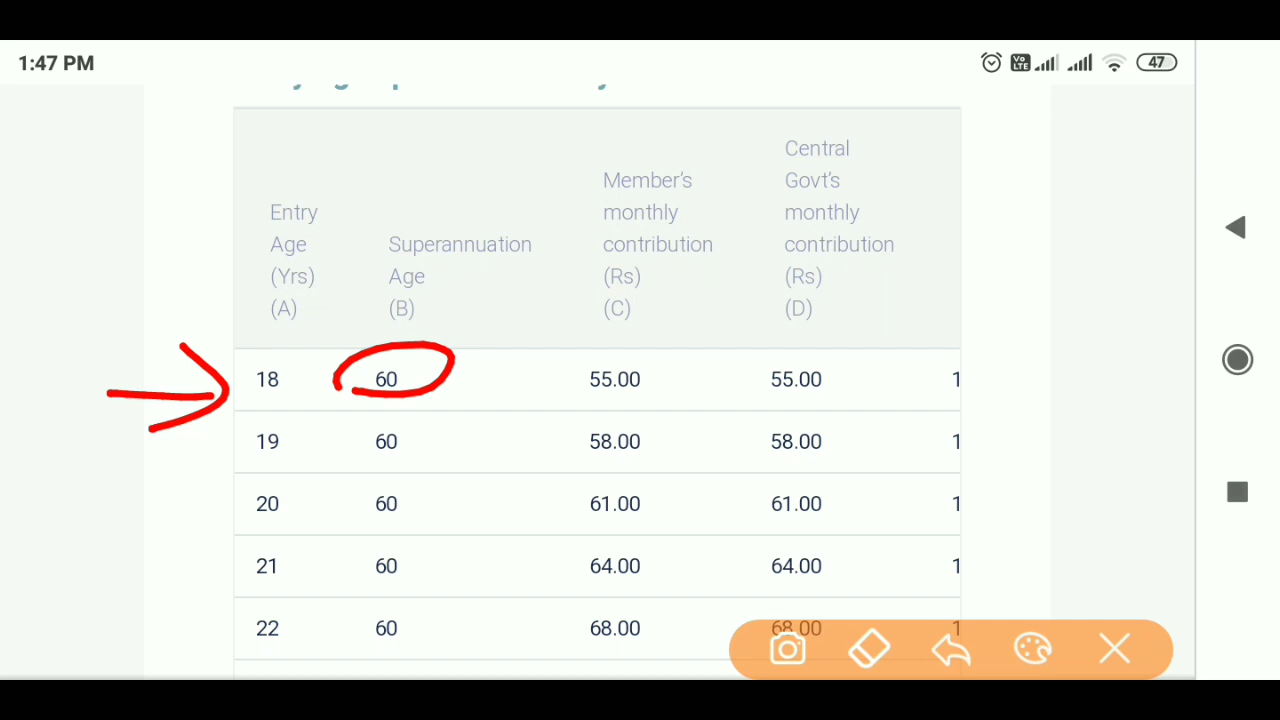 1:47 PM
Vo LTE
47
Entry Age (Yrs) (A)
Superannuation Age (B)
Member's monthly contribution (Rs) (C)
Central Govt's monthly contribution (Rs) (D)
18 60 55.00 55.00 1
19 60 58.00 58.00 1
20 60 61.00 61.00 1
21 60 64.00 64.00 1
22 60 68.00 68.00 1